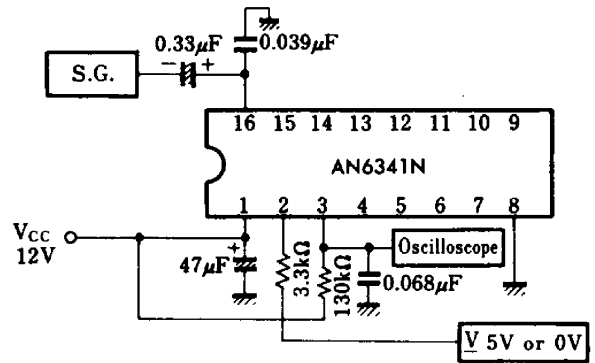 0.33μF
0.039μF
− +
S.G.
16 15 14 13 12 11 10 9
AN6341N
1 2 3 4 5 6 7 8
VCC
12V
+
47μF
3.3kΩ
130kΩ
Oscilloscope
0.068μF
V 5V or 0V